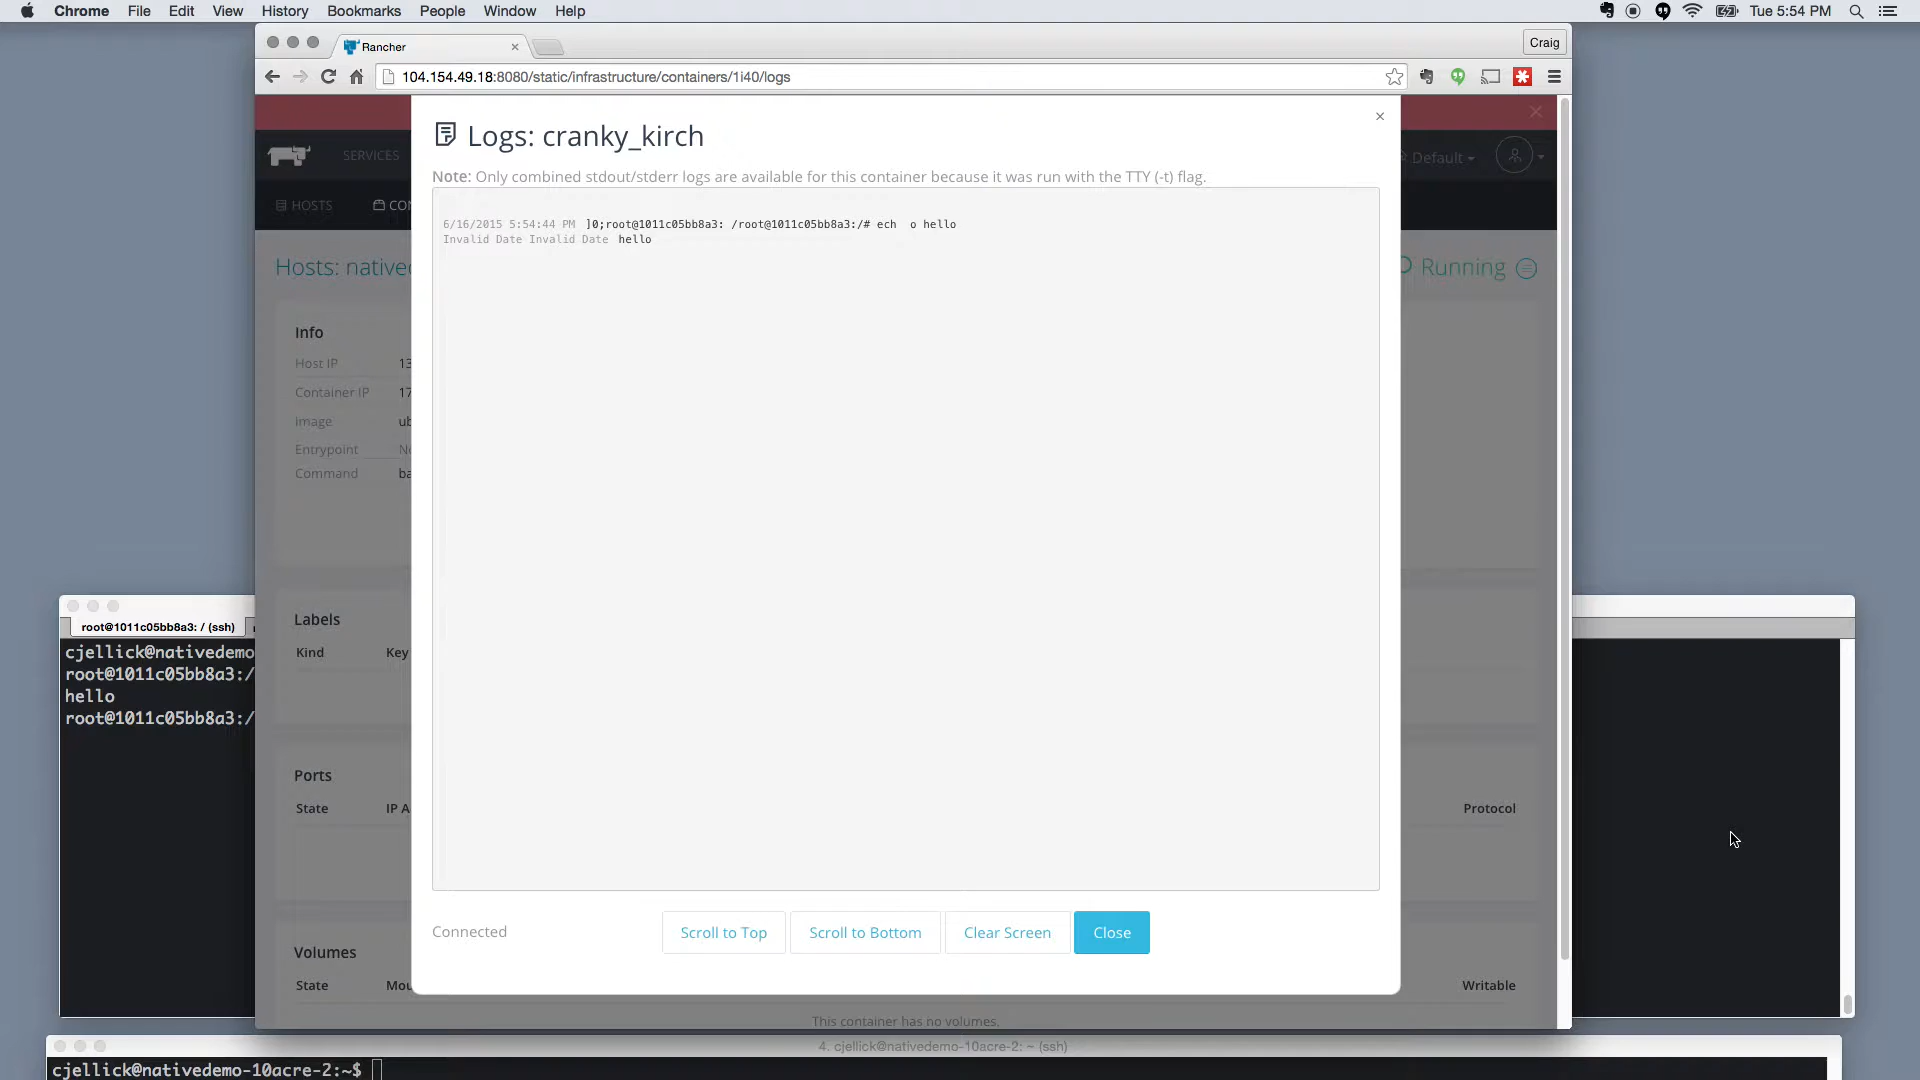 Chrome File Edit View History Bookmarks People Window Help Tue 5:54 PM
Rancher Craig
104.154.49.18:8080/static/infrastructure/containers/1i40/logs
Logs: cranky_kirch
SERVICES Default
Note: Only combined stdout/stderr logs are available for this container because it was run with the TTY (-t) flag.
HOSTS
6/16/2015 5:54:44 PM ]0;root@1011c05bb8a3: /root@1011c05bb8a3:/# ech  o hello
Invalid Date Invalid Date hello
Hosts: Running
Info
Host IP
Container IP
Image
Entrypoint
Command
Labels
Kind Key
Ports
State Protocol
Volumes
State Writable
This container has no volumes.
Connected Scroll to Top Scroll to Bottom Clear Screen Close
root@1011c05bb8a3: / (ssh)
cjellick@nativedemo
root@1011c05bb8a3:/
hello
root@1011c05bb8a3:/
4. cjellick@nativedemo-10acre-2: ~ (ssh)
cjellick@nativedemo-10acre-2:~$